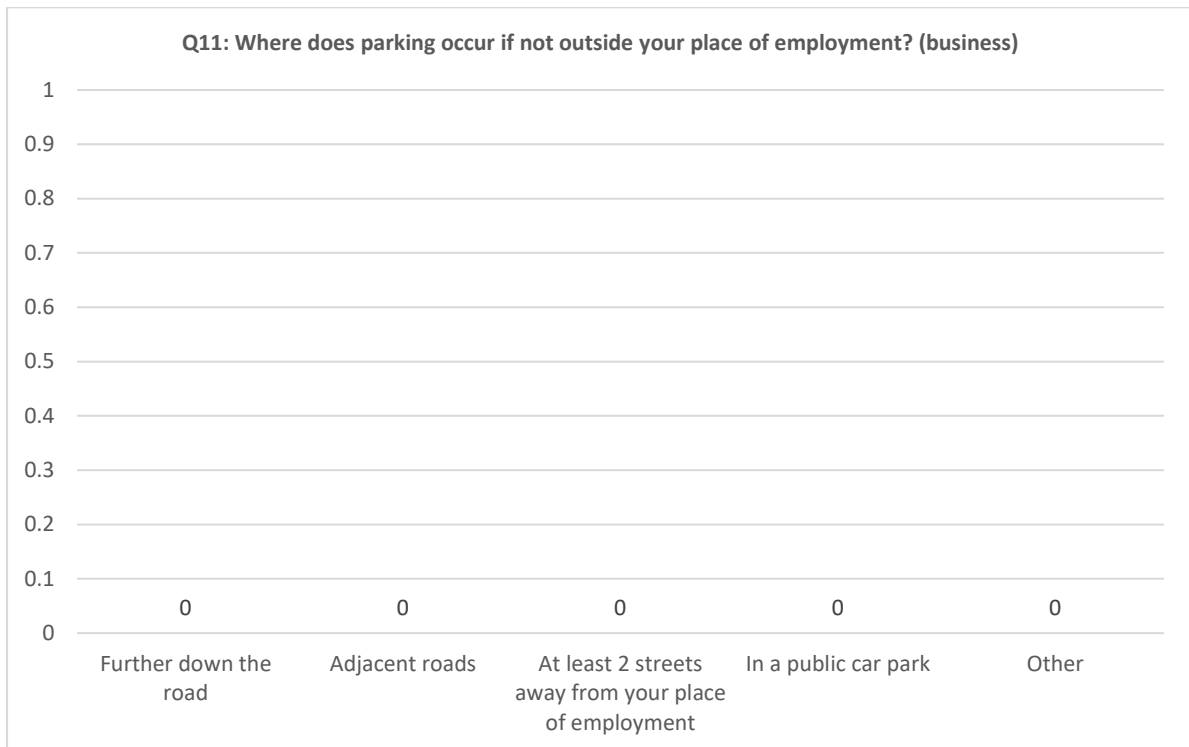 Q11: Where does parking occur if not outside your place of employment? (business)
1
0.9
0.8
0.7
0.6
0.5
0.4
0.3
0.2
0.1
0
0 0 0 0 0
Further down the road
Adjacent roads
At least 2 streets away from your place of employment
In a public car park
Other